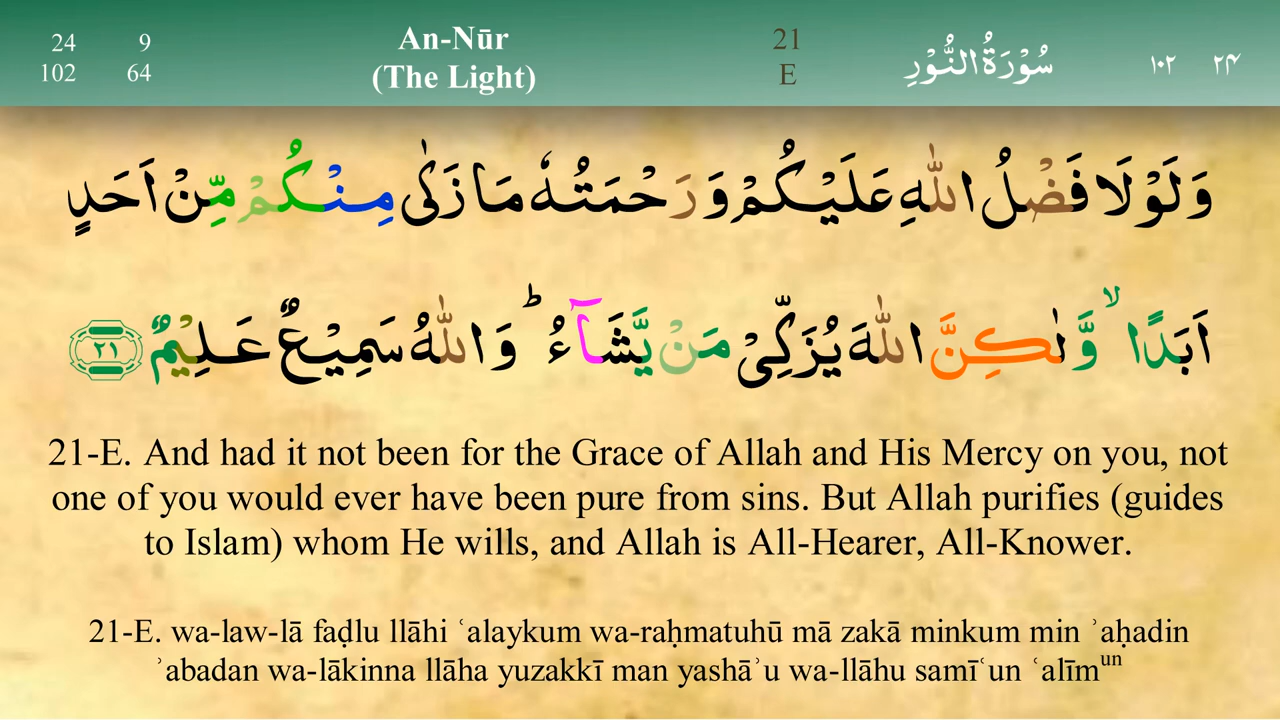 24 9
102 64
An-Nūr
(The Light)
21
E
سُوْرَةُ النُّوْرِ
۱۰۲ ۲۴
وَلَوْلَا فَضْلُ اللّٰهِ عَلَيْكُمْ وَرَحْمَتُهٗ مَا زَكٰى مِنْكُمْ مِّنْ اَحَدٍ
اَبَدًا ۙ وَّلٰكِنَّ اللّٰهَ يُزَكِّىْ مَنْ يَّشَآءُ ؕ وَاللّٰهُ سَمِيْعٌ عَلِيْمٌ ۲۱
21-E. And had it not been for the Grace of Allah and His Mercy on you, not
one of you would ever have been pure from sins. But Allah purifies (guides
to Islam) whom He wills, and Allah is All-Hearer, All-Knower.
21-E. wa-law-lā faḍlu llāhi ʿalaykum wa-raḥmatuhū mā zakā minkum min ʾaḥadin
ʾabadan wa-lākinna llāha yuzakkī man yashāʾu wa-llāhu samīʿun ʿalīmᵘⁿ